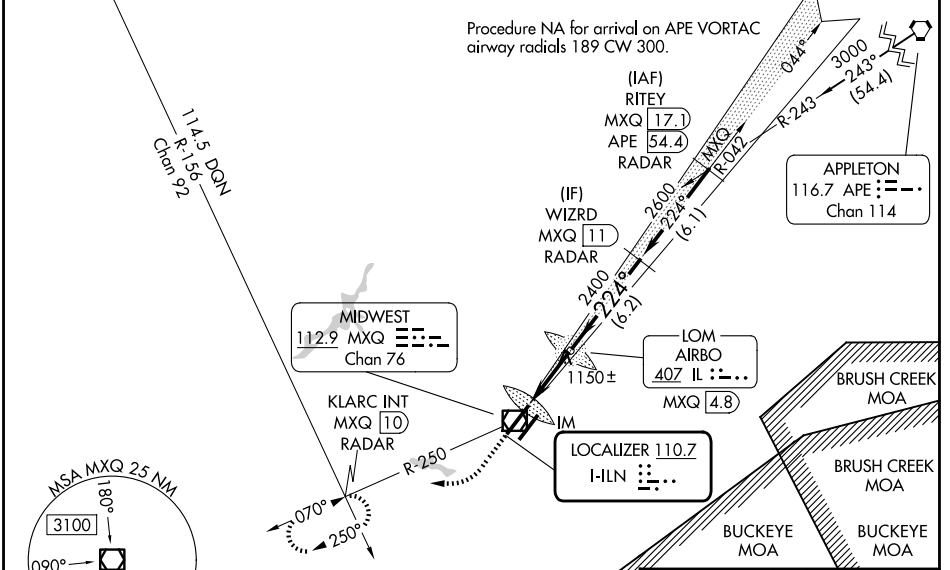 Procedure NA for arrival on APE VORTAC
airway radials 189 CW 300.
044°
3000
243°
(54.4)
R-243
(IAF)
RITEY
MXQ 17.1
APE 54.4
RADAR
MXQ
R-042
APPLETON
116.7 APE
Chan 114
114.5 DQN
R-156
Chan 92
2600
224°
(6.1)
(IF)
WIZRD
MXQ 11
RADAR
2400
224°
(6.2)
MIDWEST
112.9 MXQ
Chan 76
LOM
AIRBO
407 IL
MXQ 4.8
1150±
BRUSH CREEK
MOA
KLARC INT
MXQ 10
RADAR
IM
R-250
LOCALIZER 110.7
I-ILN
BRUSH CREEK
MOA
070°
250°
BUCKEYE
MOA
BUCKEYE
MOA
MSA MXQ 25 NM
180°
3100
090°